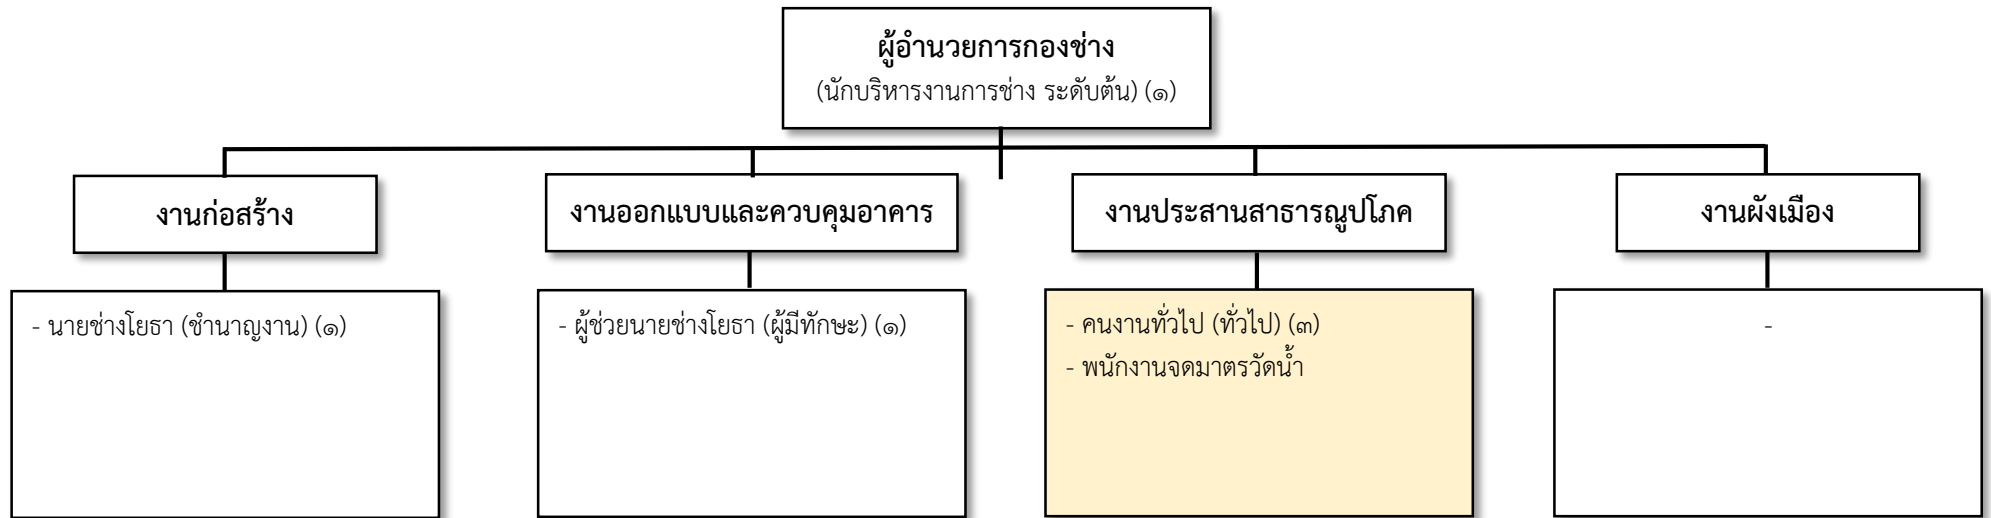 ผู้อำนวยการกองช่าง
(นักบริหารงานการช่าง ระดับต้น) (๑)
งานก่อสร้าง
งานออกแบบและควบคุมอาคาร
งานประสานสาธารณูปโภค
งานผังเมือง
- นายช่างโยธา (ชำนาญงาน) (๑)
- ผู้ช่วยนายช่างโยธา (ผู้มีทักษะ) (๑)
- คนงานทั่วไป (ทั่วไป) (๓)
- พนักงานจดมาตรวัดน้ำ
-